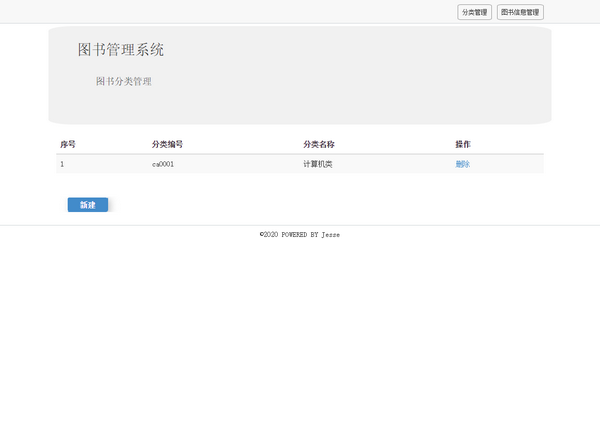 分类管理 图书信息管理
图书管理系统
图书分类管理
序号 分类编号 分类名称 操作
1 ca0001 计算机类 删除
新建
©2020 POWERED BY Jesse